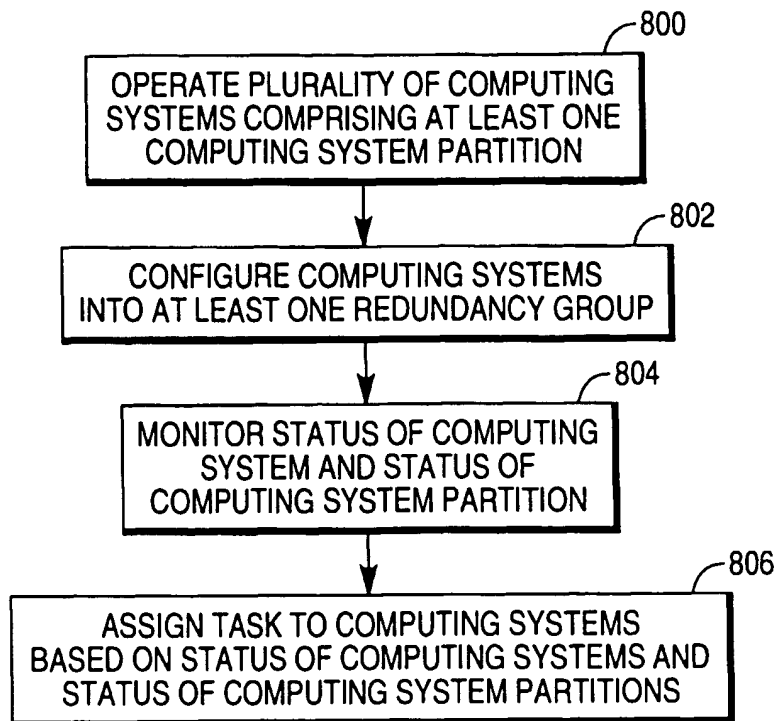 800
OPERATE PLURALITY OF COMPUTING
SYSTEMS COMPRISING AT LEAST ONE
COMPUTING SYSTEM PARTITION
802
CONFIGURE COMPUTING SYSTEMS
INTO AT LEAST ONE REDUNDANCY GROUP
804
MONITOR STATUS OF COMPUTING
SYSTEM AND STATUS OF
COMPUTING SYSTEM PARTITION
806
ASSIGN TASK TO COMPUTING SYSTEMS
BASED ON STATUS OF COMPUTING SYSTEMS AND
STATUS OF COMPUTING SYSTEM PARTITIONS